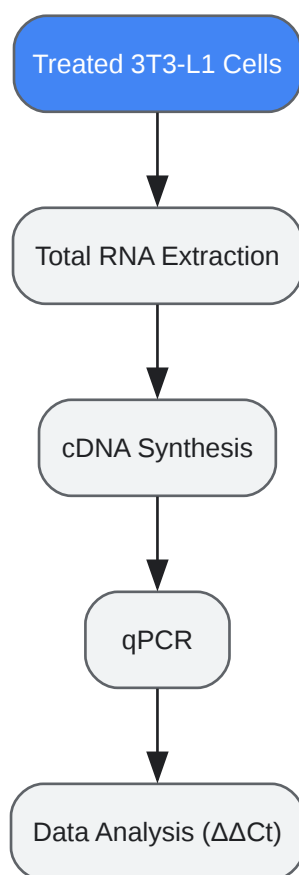 Treated 3T3-L1 Cells
Total RNA Extraction
cDNA Synthesis
qPCR
Data Analysis (ΔΔCt)